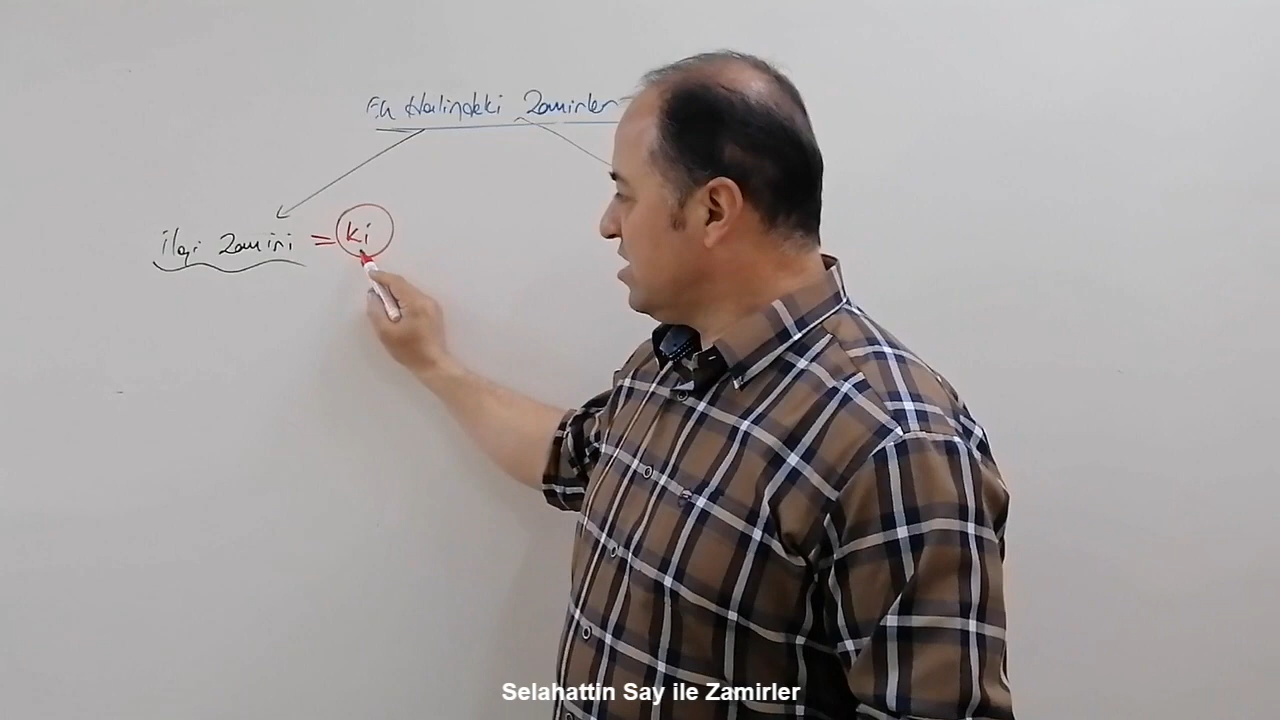 Ek Halindeki Zamirler
İlgi Zamiri = ki
Selahattin Say ile Zamirler